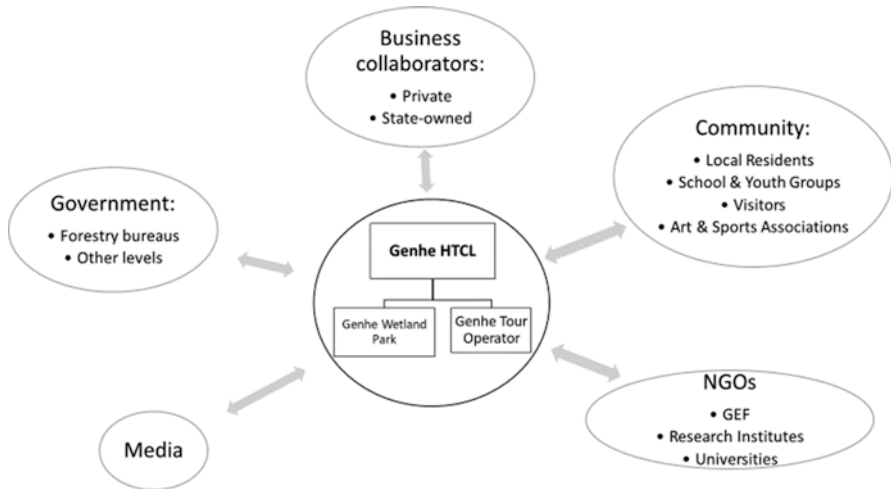 Business
collaborators:
• Private
• State-owned
Community:
• Local Residents
• School & Youth Groups
• Visitors
• Art & Sports Associations
Government:
• Forestry bureaus
• Other levels
Genhe HTCL
Genhe Wetland
Park
Genhe Tour
Operator
Media
NGOs
• GEF
• Research Institutes
• Universities